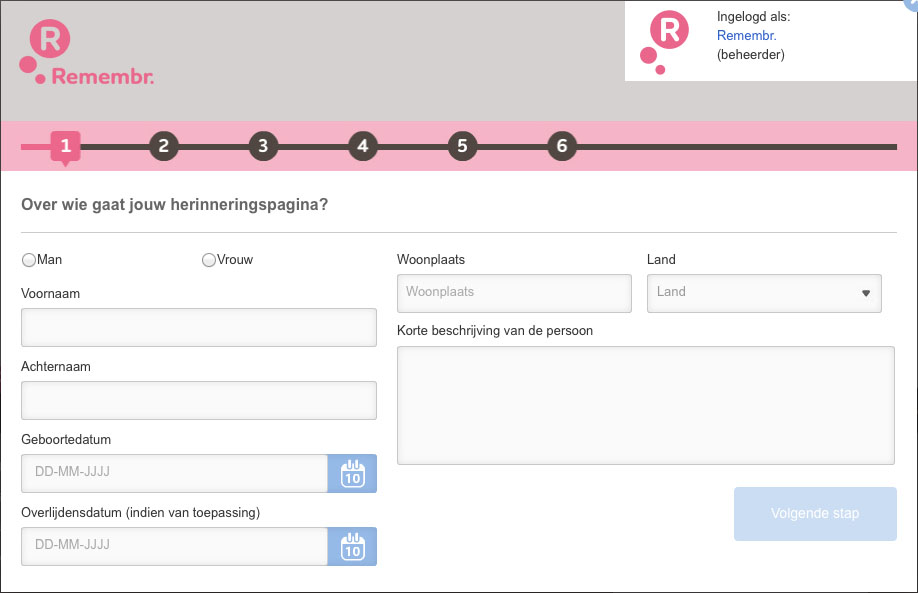 R
Remembr.
R
Ingelogd als:
Remembr.
(beheerder)
1 2 3 4 5 6
Over wie gaat jouw herinneringspagina?
Man Vrouw
Voornaam
Achternaam
Geboortedatum
DD-MM-JJJJ
10
Overlijdensdatum (indien van toepassing)
DD-MM-JJJJ
10
Woonplaats Land
Woonplaats Land
Korte beschrijving van de persoon
Volgende stap